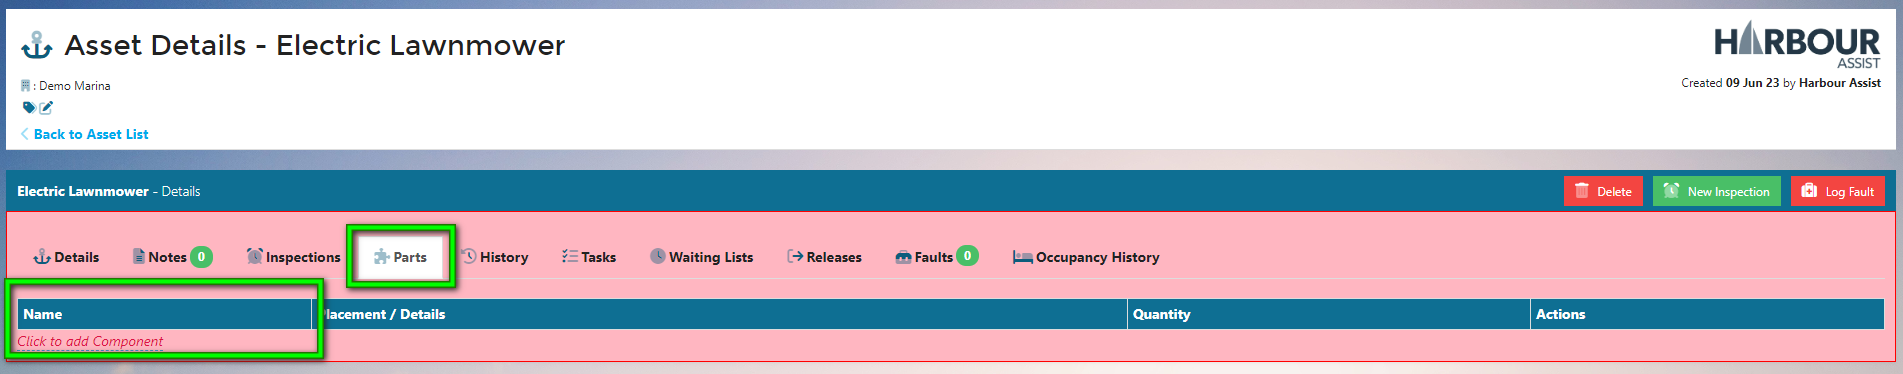 Asset Details - Electric Lawnmower
HARBOUR
ASSIST
: Demo Marina
Created 09 Jun 23 by Harbour Assist
Back to Asset List
Electric Lawnmower - Details
Delete
New Inspection
Log Fault
Details
Notes 0
Inspections
Parts
History
Tasks
Waiting Lists
Releases
Faults 0
Occupancy History
Name
Placement / Details
Quantity
Actions
Click to add Component